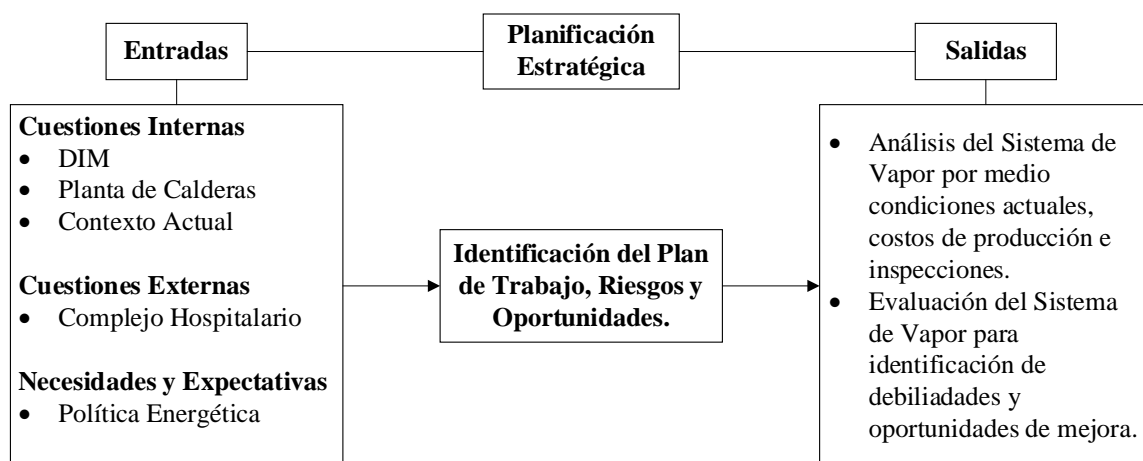 Entradas
Planificación
Estratégica
Salidas
Cuestiones Internas
• DIM
• Planta de Calderas
• Contexto Actual
Cuestiones Externas
• Complejo Hospitalario
Necesidades y Expectativas
• Política Energética
Identificación del Plan
de Trabajo, Riesgos y
Oportunidades.
• Análisis del Sistema de
Vapor por medio
condiciones actuales,
costos de producción e
inspecciones.
• Evaluación del Sistema
de Vapor para
identificación de
debiliadades y
oportunidades de mejora.